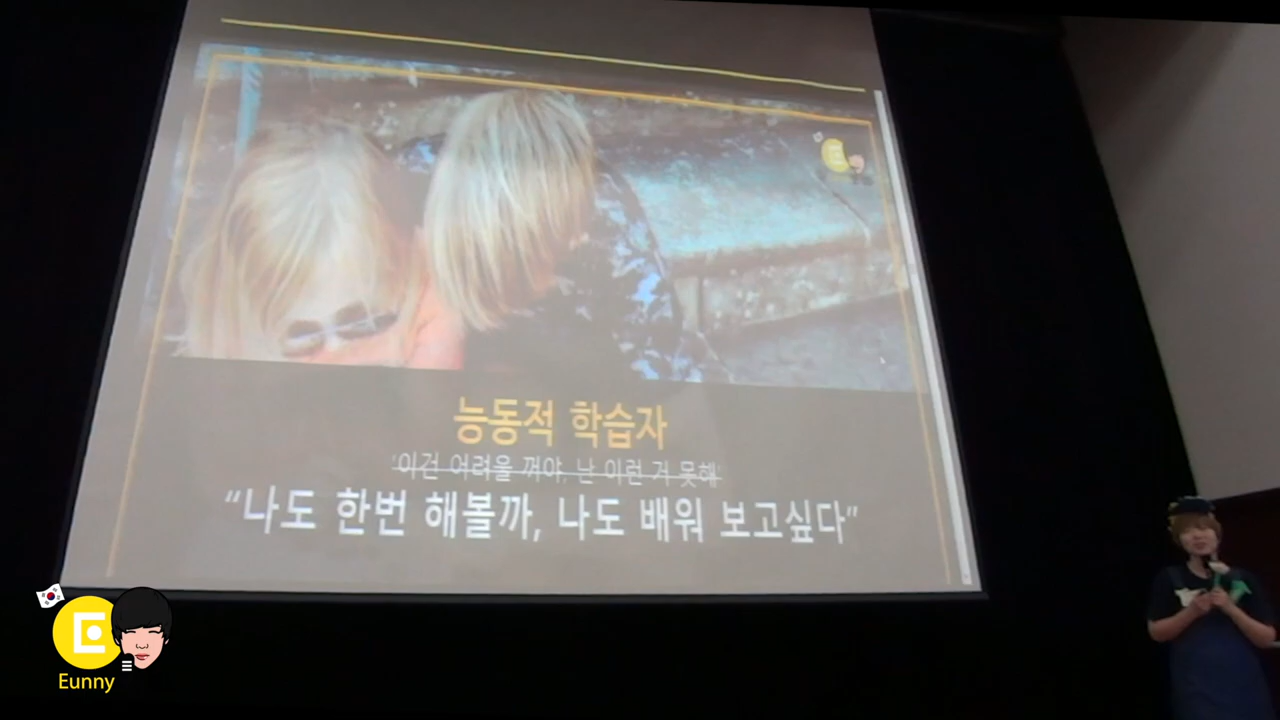 능동적 학습자
'이건 어려울 꺼야, 난 이런 거 못해'
“나도 한번 해볼까, 나도 배워 보고싶다”
E
Eunny